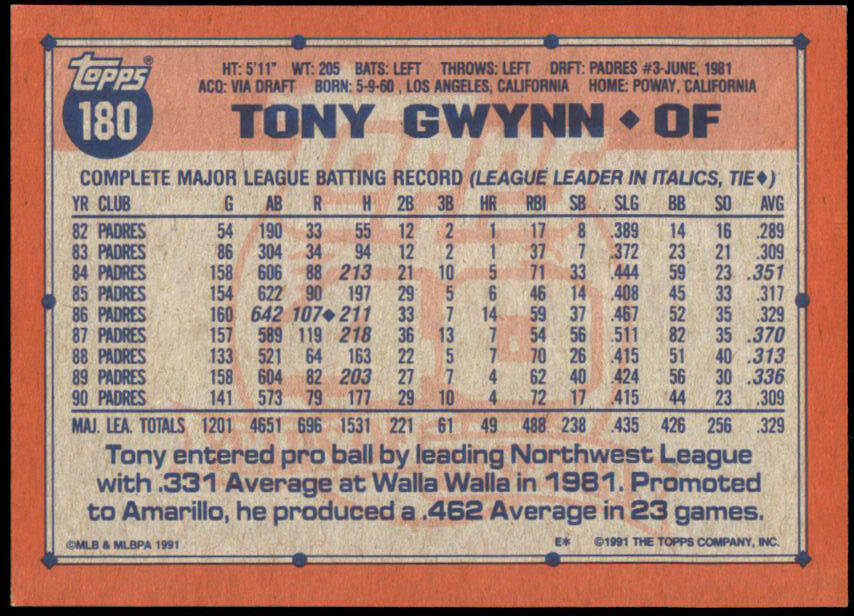 Topps®
180
HT: 5'11" WT: 205 BATS: LEFT THROWS: LEFT DRFT: PADRES #3-JUNE, 1981
ACQ: VIA DRAFT BORN: 5-9-60 , LOS ANGELES, CALIFORNIA HOME: POWAY, CALIFORNIA
TONY GWYNN ♦ OF
COMPLETE MAJOR LEAGUE BATTING RECORD (LEAGUE LEADER IN ITALICS, TIE♦)
YR CLUB G AB R H 2B 3B HR RBI SB SLG BB SO AVG
82 PADRES 54 190 33 55 12 2 1 17 8 .389 14 16 .289
83 PADRES 86 304 34 94 12 2 1 37 7 .372 23 21 .309
84 PADRES 158 606 88 213 21 10 5 71 33 .444 59 23 .351
85 PADRES 154 622 90 197 29 5 6 46 14 .408 45 33 .317
86 PADRES 160 642 107♦ 211 33 7 14 59 37 .467 52 35 .329
87 PADRES 157 589 119 218 36 13 7 54 56 .511 82 35 .370
88 PADRES 133 521 64 163 22 5 7 70 26 .415 51 40 .313
89 PADRES 158 604 82 203 27 7 4 62 40 .424 56 30 .336
90 PADRES 141 573 79 177 29 10 4 72 17 .415 44 23 .309
MAJ. LEA. TOTALS 1201 4651 696 1531 221 61 49 488 238 .435 426 256 .329
Tony entered pro ball by leading Northwest League
with .331 Average at Walla Walla in 1981. Promoted
to Amarillo, he produced a .462 Average in 23 games.
©MLB & MLBPA 1991 E* ©1991 THE TOPPS COMPANY, INC.